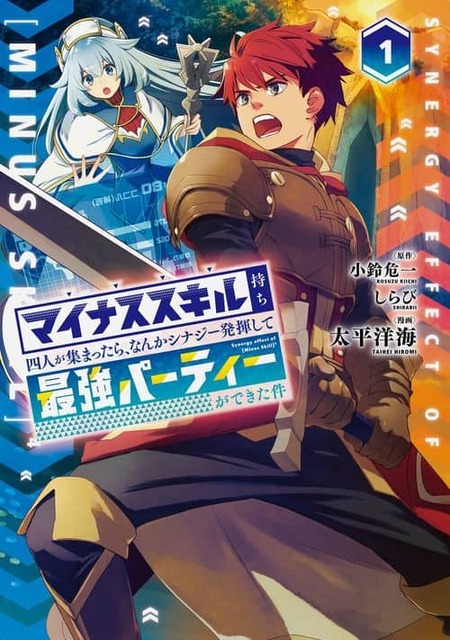 SYNERGY EFFECT OF
[MINUS SKILL]*4
1
マイナススキル持ち
四人が集まったら、なんかシナジー発揮して
Synergy effect of
[Minus Skill]*
最強パーティー
ができた件
〈原作〉
小鈴危一
KOSUZU KIICHI
しらび
SHIRABII
〈漫画〉
太平洋海
TAIHEI HIROMI